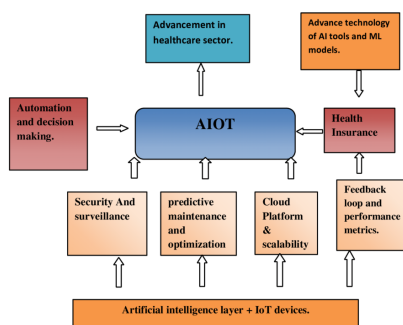 Advancement in
healthcare sector.
Advance technology
of AI tools and ML
models.
Automation
and decision
making.
AIOT
Health
Insurance
Security And
surveillance
predictive
maintenance
and
optimization
Cloud
Platform
&
scalability
Feedback
loop and
performance
metrics.
Artificial intelligence layer + IoT devices.